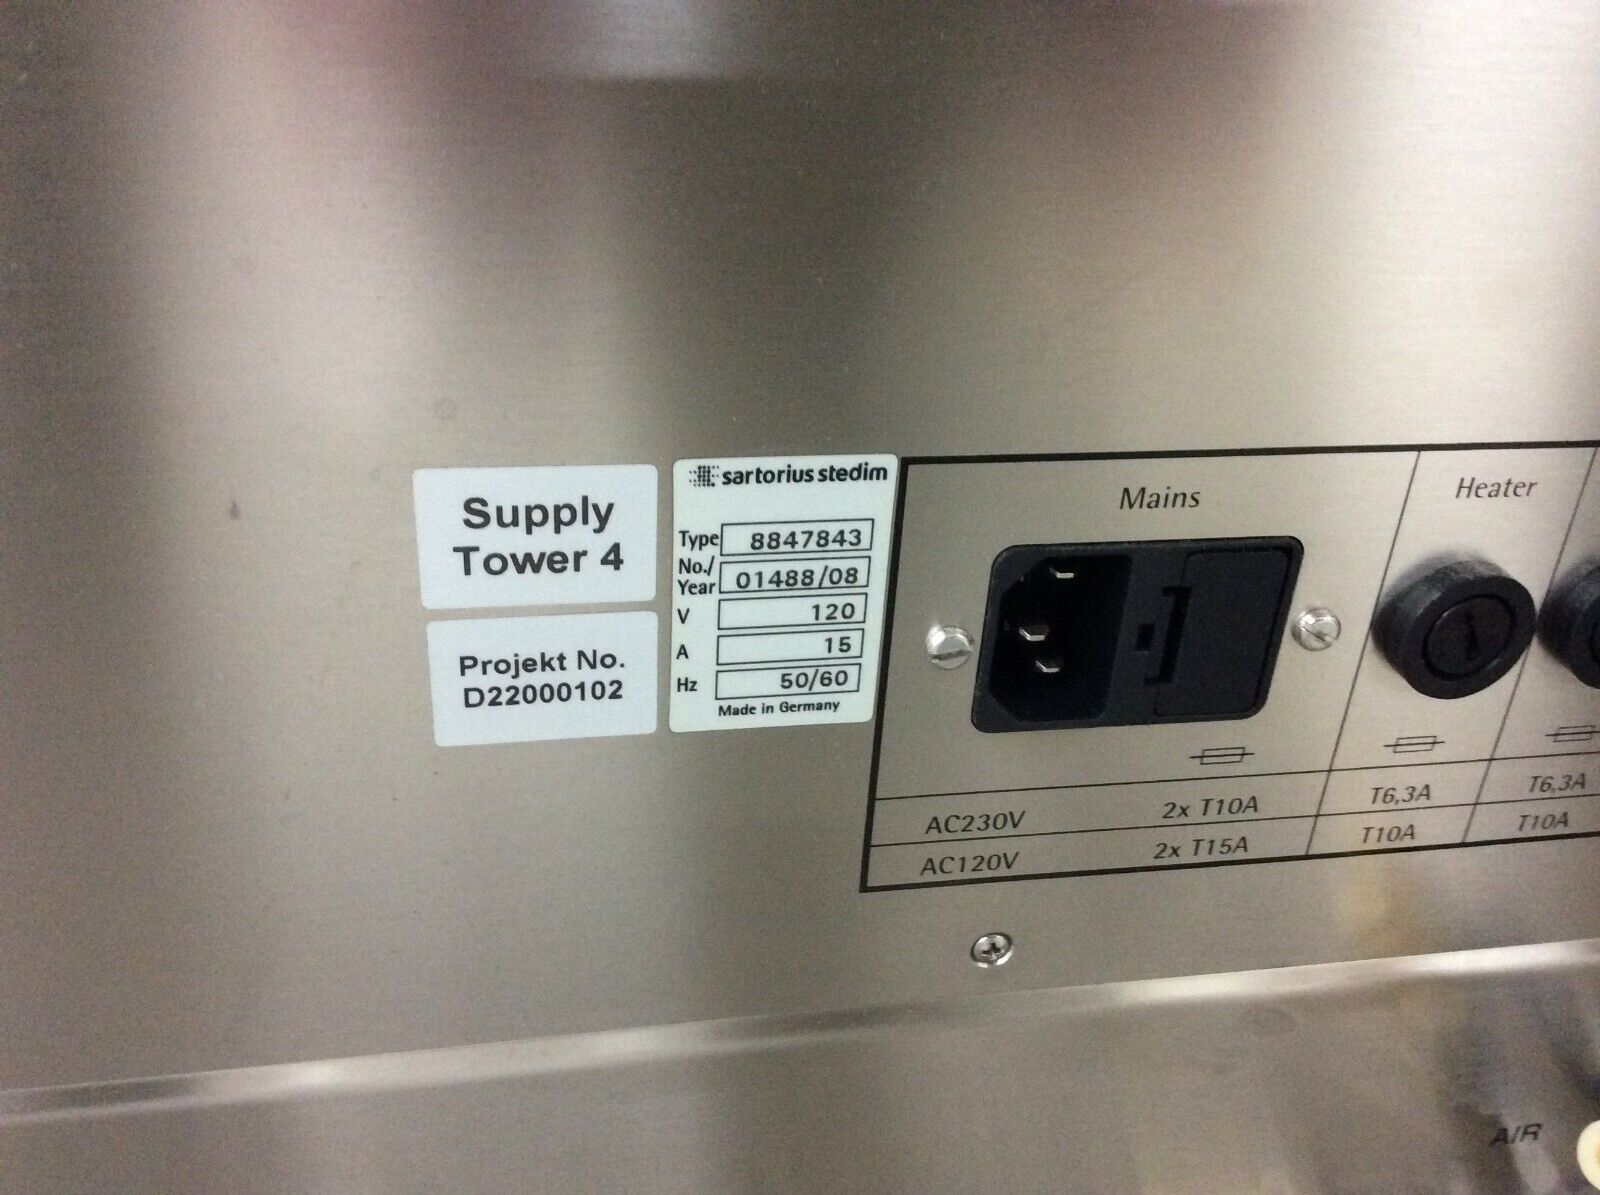 Supply
Tower 4
Projekt No.
D22000102
sartorius stedim
Type 8847843
No./
Year 01488/08
V 120
A 15
Hz 50/60
Made in Germany
Mains
Heater
AC230V 2x T10A T6,3A T6,3A
AC120V 2x T15A T10A T10A
AIR